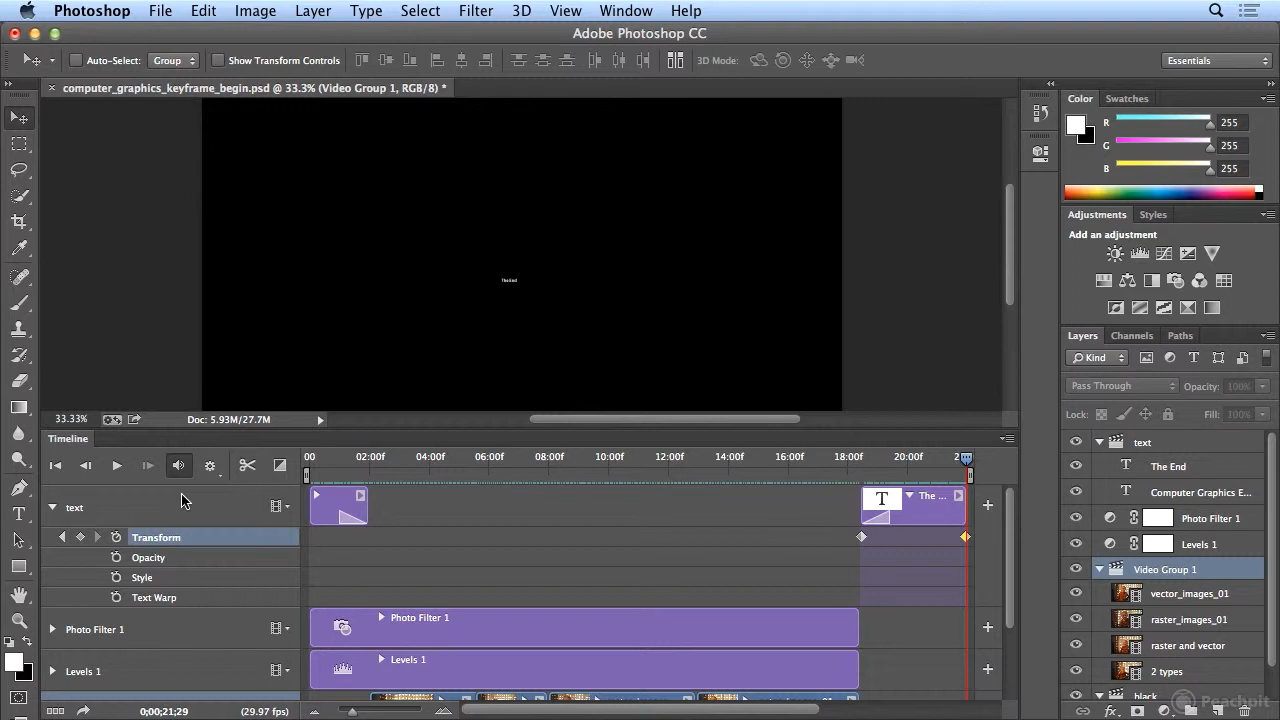 Photoshop File Edit Image Layer Type Select Filter 3D View Window Help
Adobe Photoshop CC
Auto-Select: Group Show Transform Controls 3D Mode: Essentials
× computer_graphics_keyframe_begin.psd @ 33.3% (Video Group 1, RGB/8) *
Color Swatches
R 255
G 255
B 255
Adjustments Styles
Add an adjustment
The End
Layers Channels Paths
Kind T
Pass Through Opacity: 100%
Lock: Fill: 100%
33.33% Doc: 5.93M/27.7M
Timeline
00 02:00f 04:00f 06:00f 08:00f 10:00f 12:00f 14:00f 16:00f 18:00f 20:00f
text
T The ...
Transform
Opacity
Style
Text Warp
Photo Filter 1
Photo Filter 1
Levels 1
Levels 1
text
T The End
T Computer Graphics E...
Photo Filter 1
Levels 1
Video Group 1
vector_images_01
raster_images_01
raster and vector
2 types
black
0;00;21;29 (29.97 fps)
Peachpit